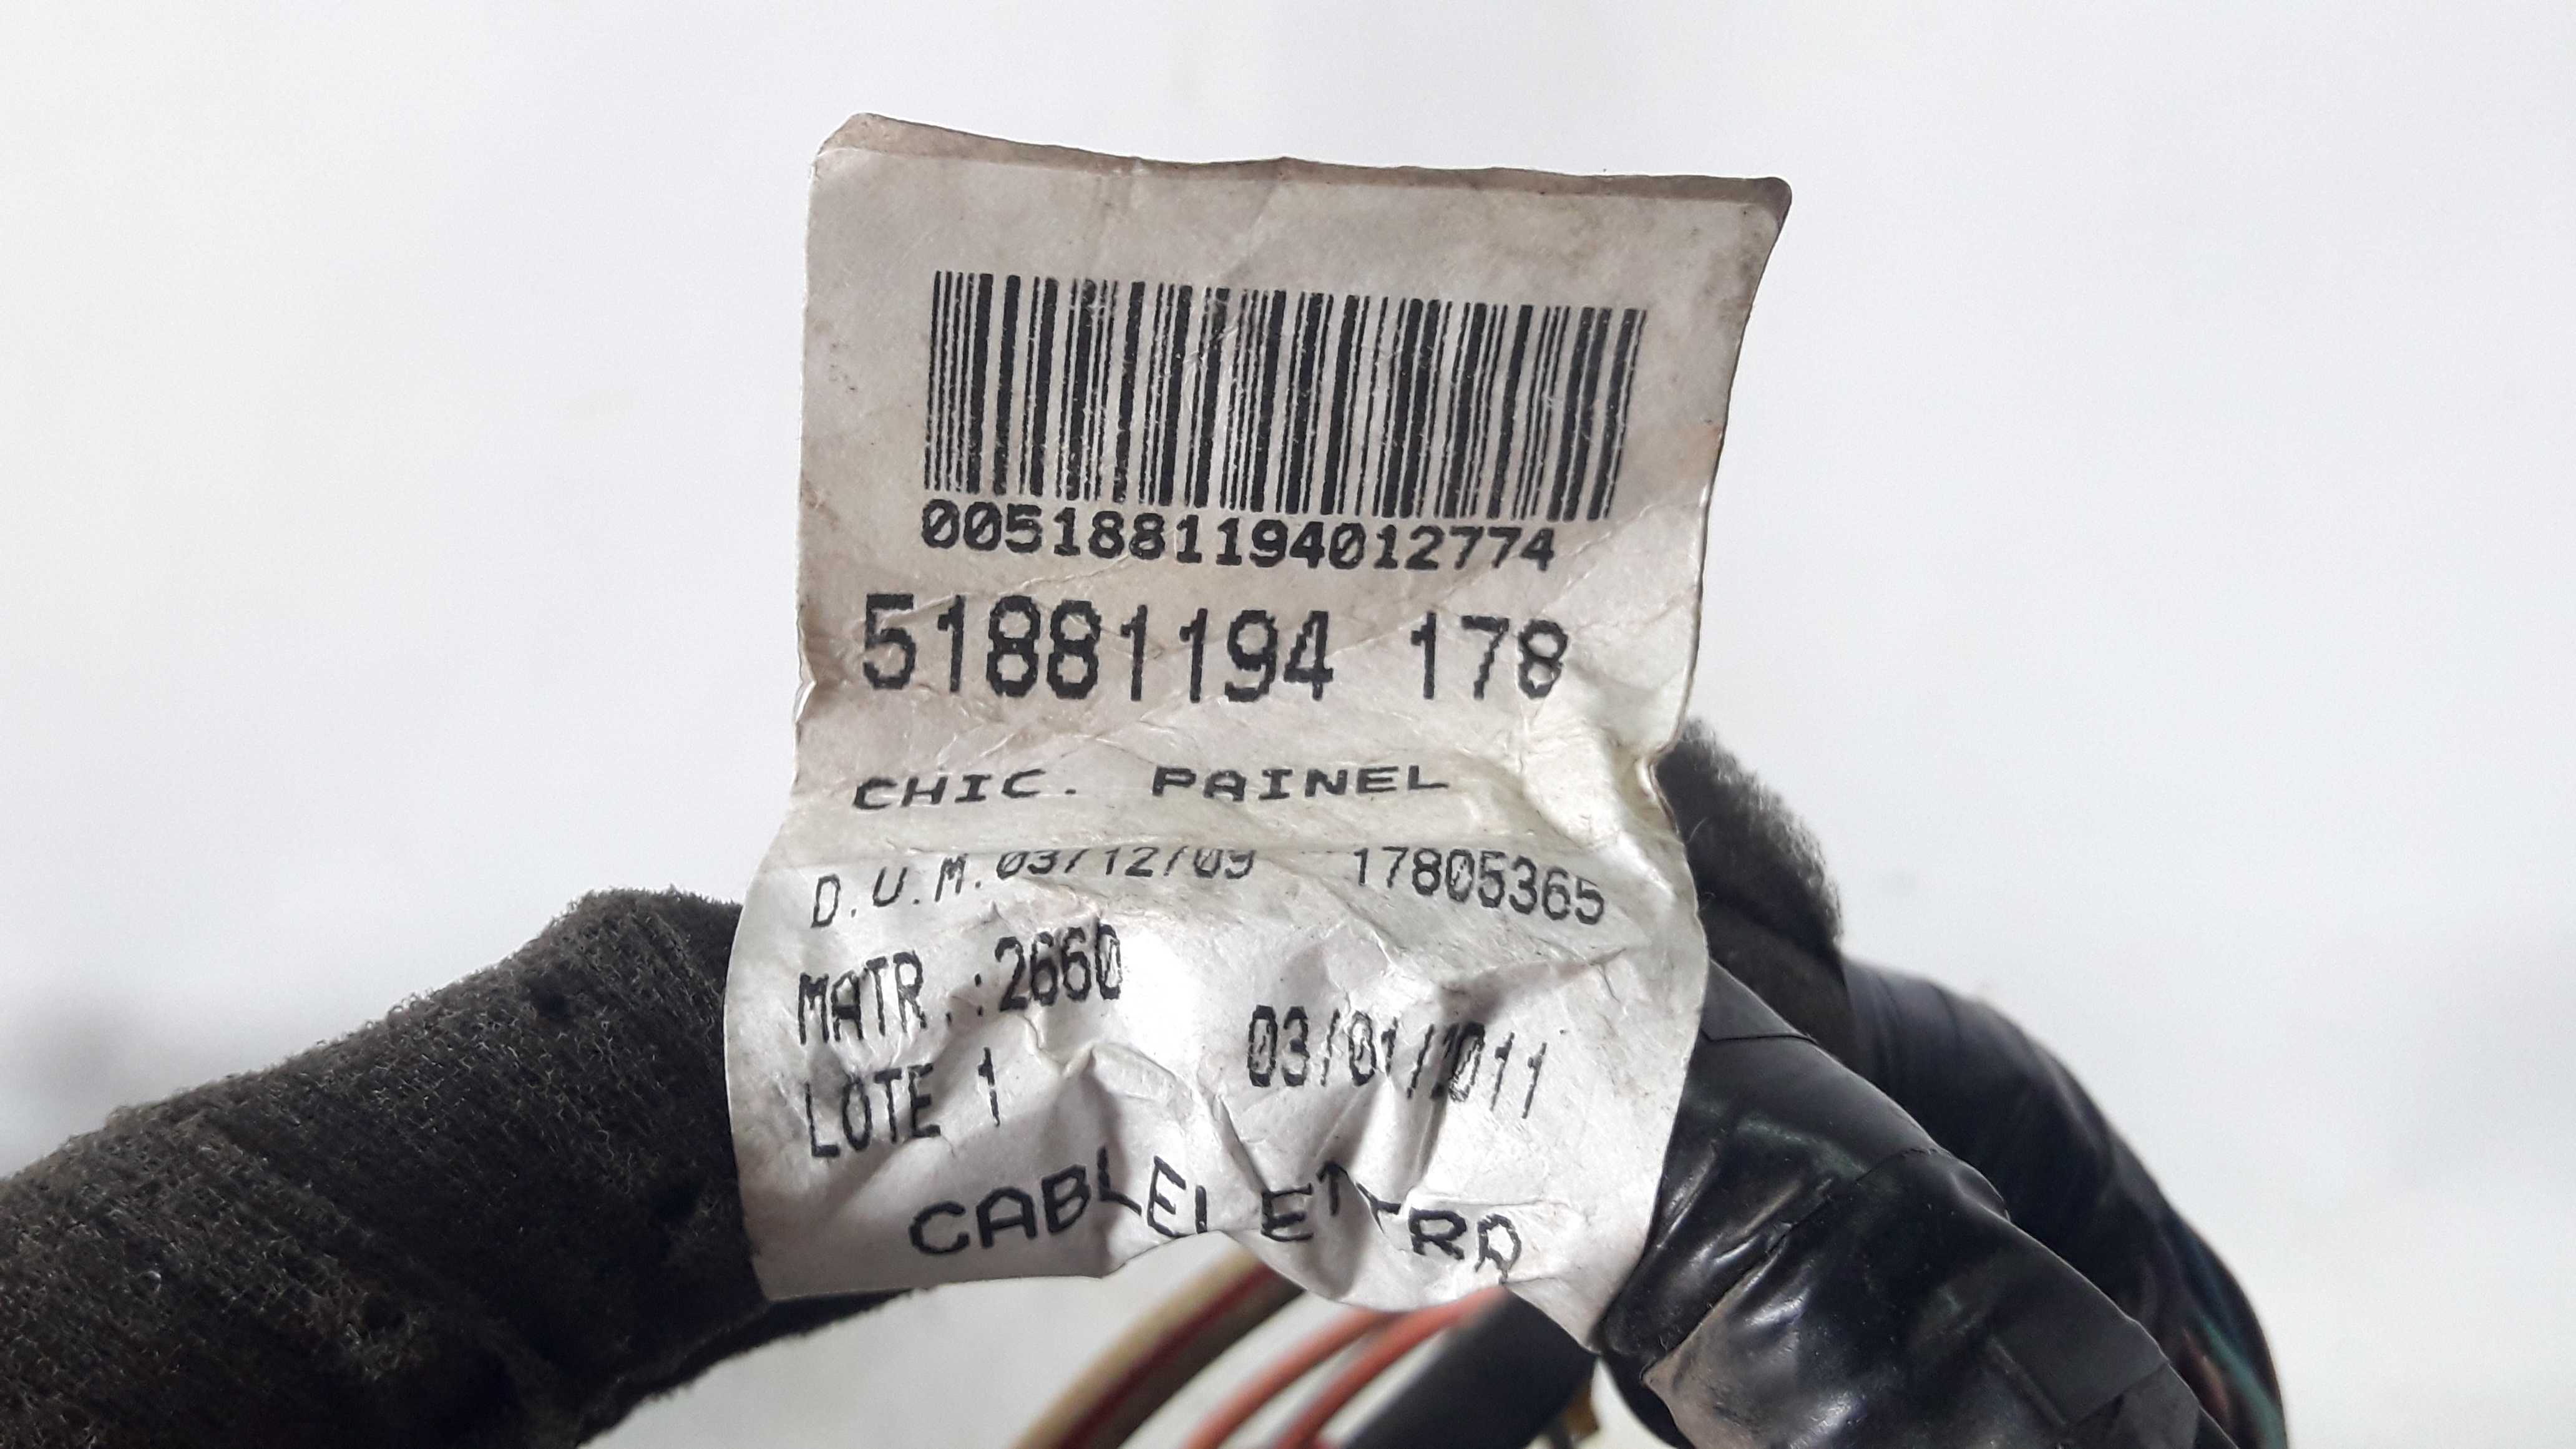 0051881194012774
51881194 178
CHIC. PAINEL
D.U.M. 03/12/09 17805365
MATR.:2660
LOTE 1 03/01/2011
CABLELETTRA